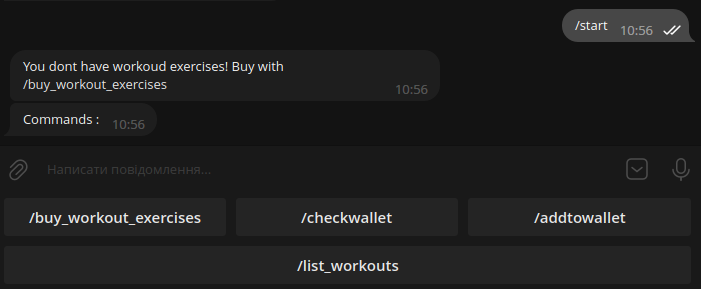 /start 10:56
You dont have workoud exercises! Buy with
/buy_workout_exercises 10:56
Commands : 10:56
Написати повідомлення...
/buy_workout_exercises /checkwallet /addtowallet
/list_workouts